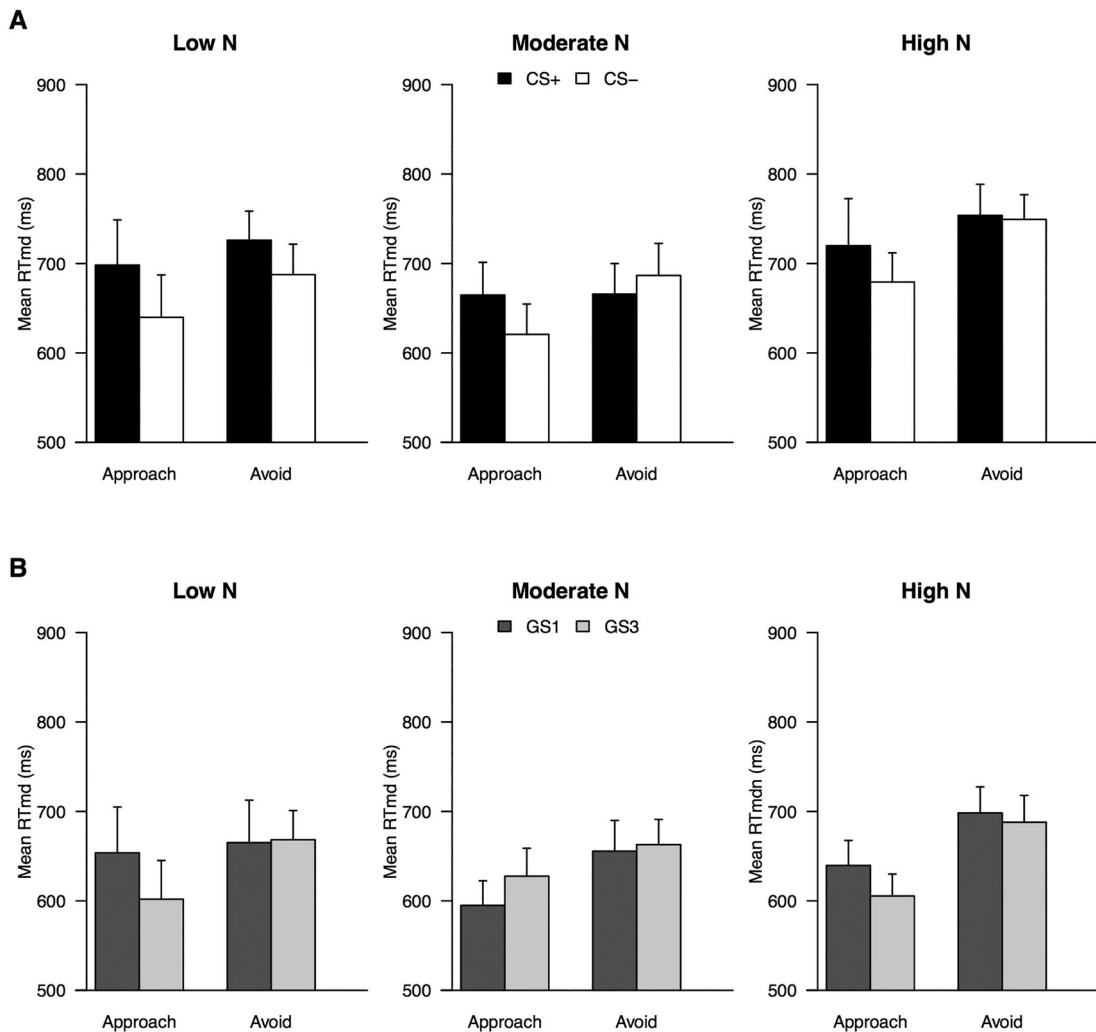 A
Low N
Moderate N
High N
CS+ CS−
Mean RTmd (ms)
900
800
700
600
500
Approach Avoid
Mean RTmd (ms)
900
800
700
600
500
Approach Avoid
Mean RTmd (ms)
900
800
700
600
500
Approach Avoid
B
Low N
Moderate N
High N
GS1 GS3
Mean RTmd (ms)
900
800
700
600
500
Approach Avoid
Mean RTmd (ms)
900
800
700
600
500
Approach Avoid
Mean RTmdn (ms)
900
800
700
600
500
Approach Avoid